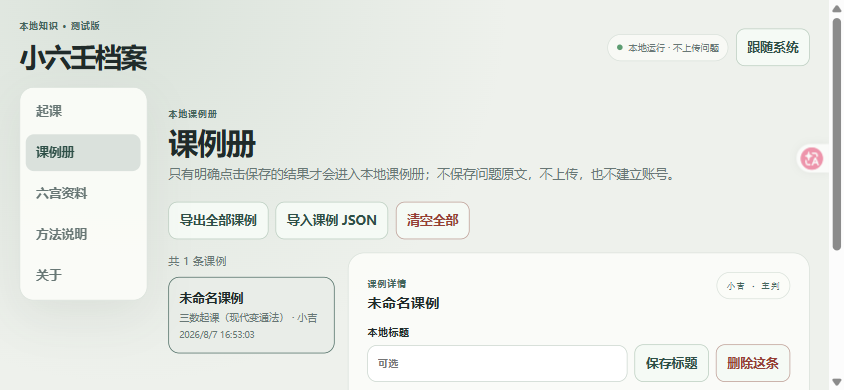 本地知识 • 测试版
小六壬档案
本地运行 · 不上传问题
跟随系统
起课
课例册
六宫资料
方法说明
关于
本地课例册
课例册
只有明确点击保存的结果才会进入本地课例册；不保存问题原文，不上传，也不建立账号。
导出全部课例
导入课例 JSON
清空全部
共 1 条课例
未命名课例
三数起课（现代变通法） · 小吉
2026/8/7 16:53:03
课例详情
未命名课例
小吉 · 主判
本地标题
可选
保存标题
删除这条